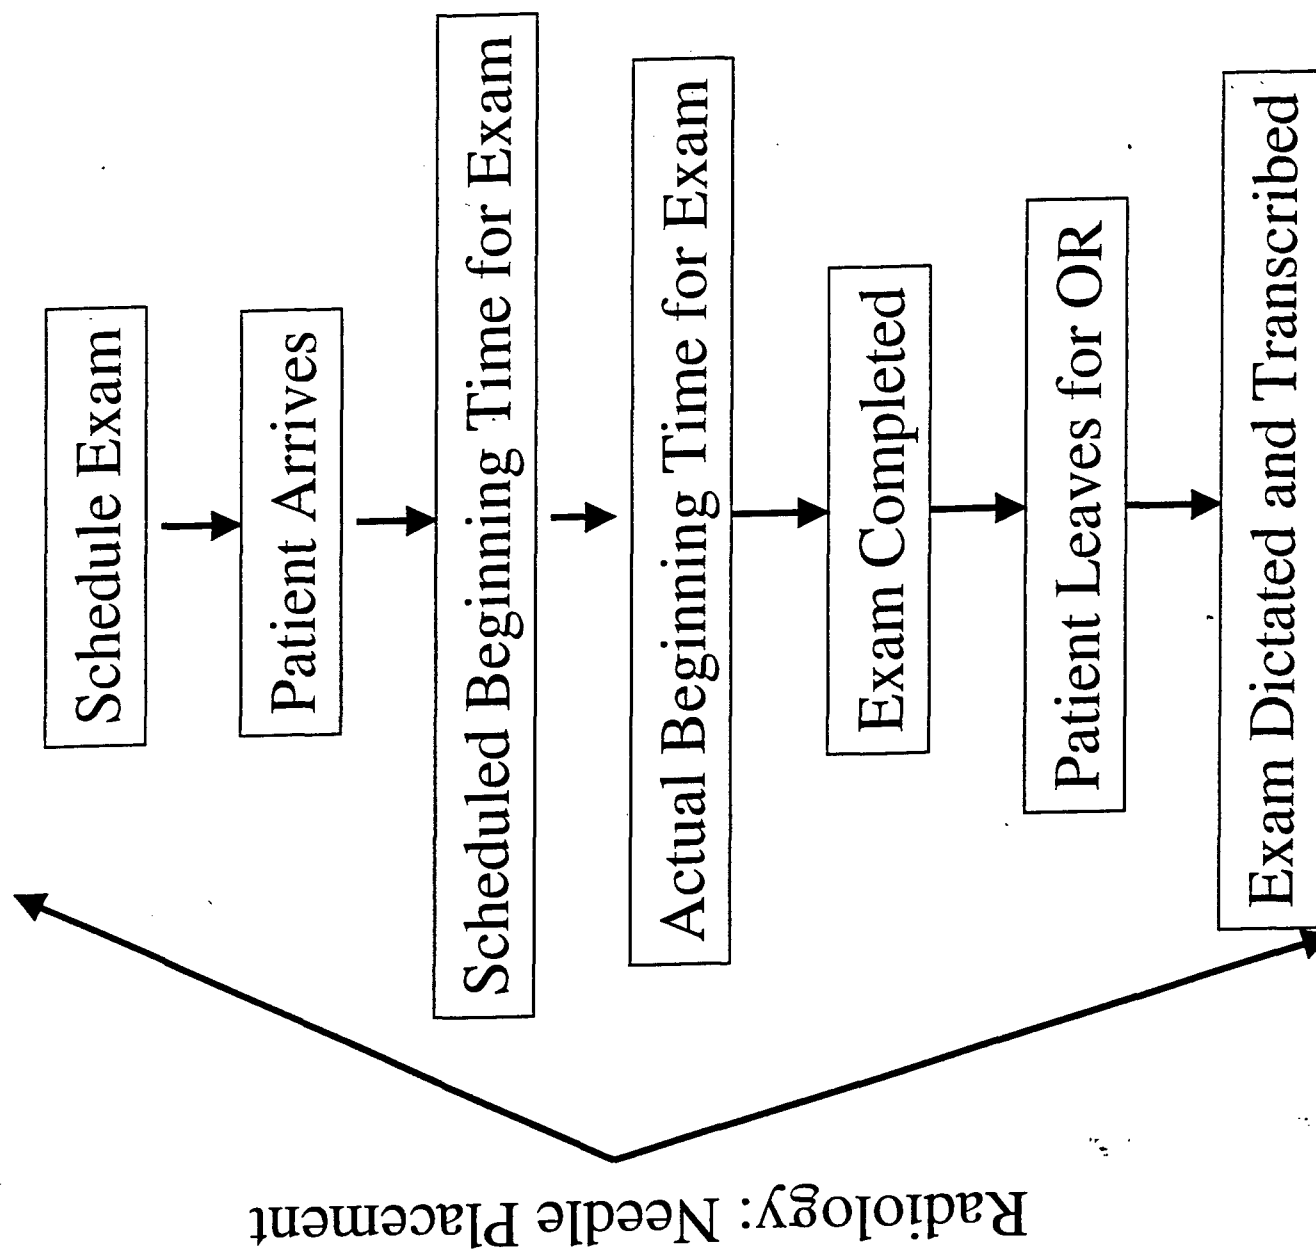 Radiology: Needle Placement
Schedule Exam
Patient Arrives
Scheduled Beginning Time for Exam
Actual Beginning Time for Exam
Exam Completed
Patient Leaves for OR
Exam Dictated and Transcribed